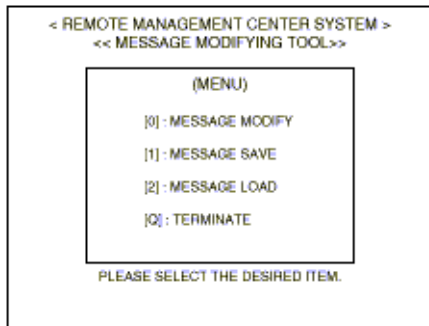 < REMOTE MANAGEMENT CENTER SYSTEM >
<< MESSAGE MODIFYING TOOL>>
(MENU)
[0] : MESSAGE MODIFY
[1] : MESSAGE SAVE
[2] : MESSAGE LOAD
[Q] : TERMINATE
PLEASE SELECT THE DESIRED ITEM.